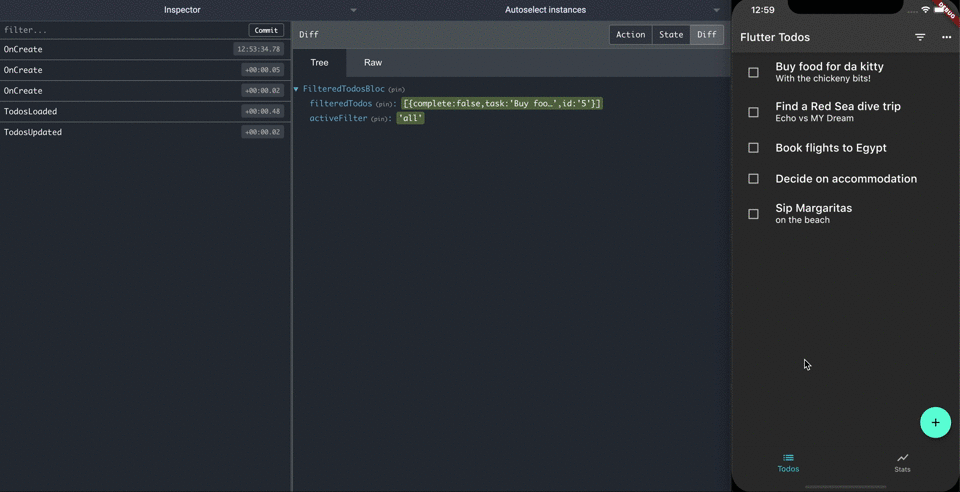 Inspector
Autoselect instances
filter...
Commit
OnCreate
12:53:34.78
OnCreate
+00:00.05
OnCreate
+00:00.02
TodosLoaded
+00:00.48
TodosUpdated
+00:00.02
Diff
Action State Diff
Tree Raw
FilteredTodosBloc (pin)
filteredTodos (pin): [{complete:false,task:'Buy foo…',id:'5'}]
activeFilter (pin): 'all'
12:59
DEBUG
Flutter Todos
Buy food for da kitty
With the chickeny bits!
Find a Red Sea dive trip
Echo vs MY Dream
Book flights to Egypt
Decide on accommodation
Sip Margaritas
on the beach
+
Todos
Stats